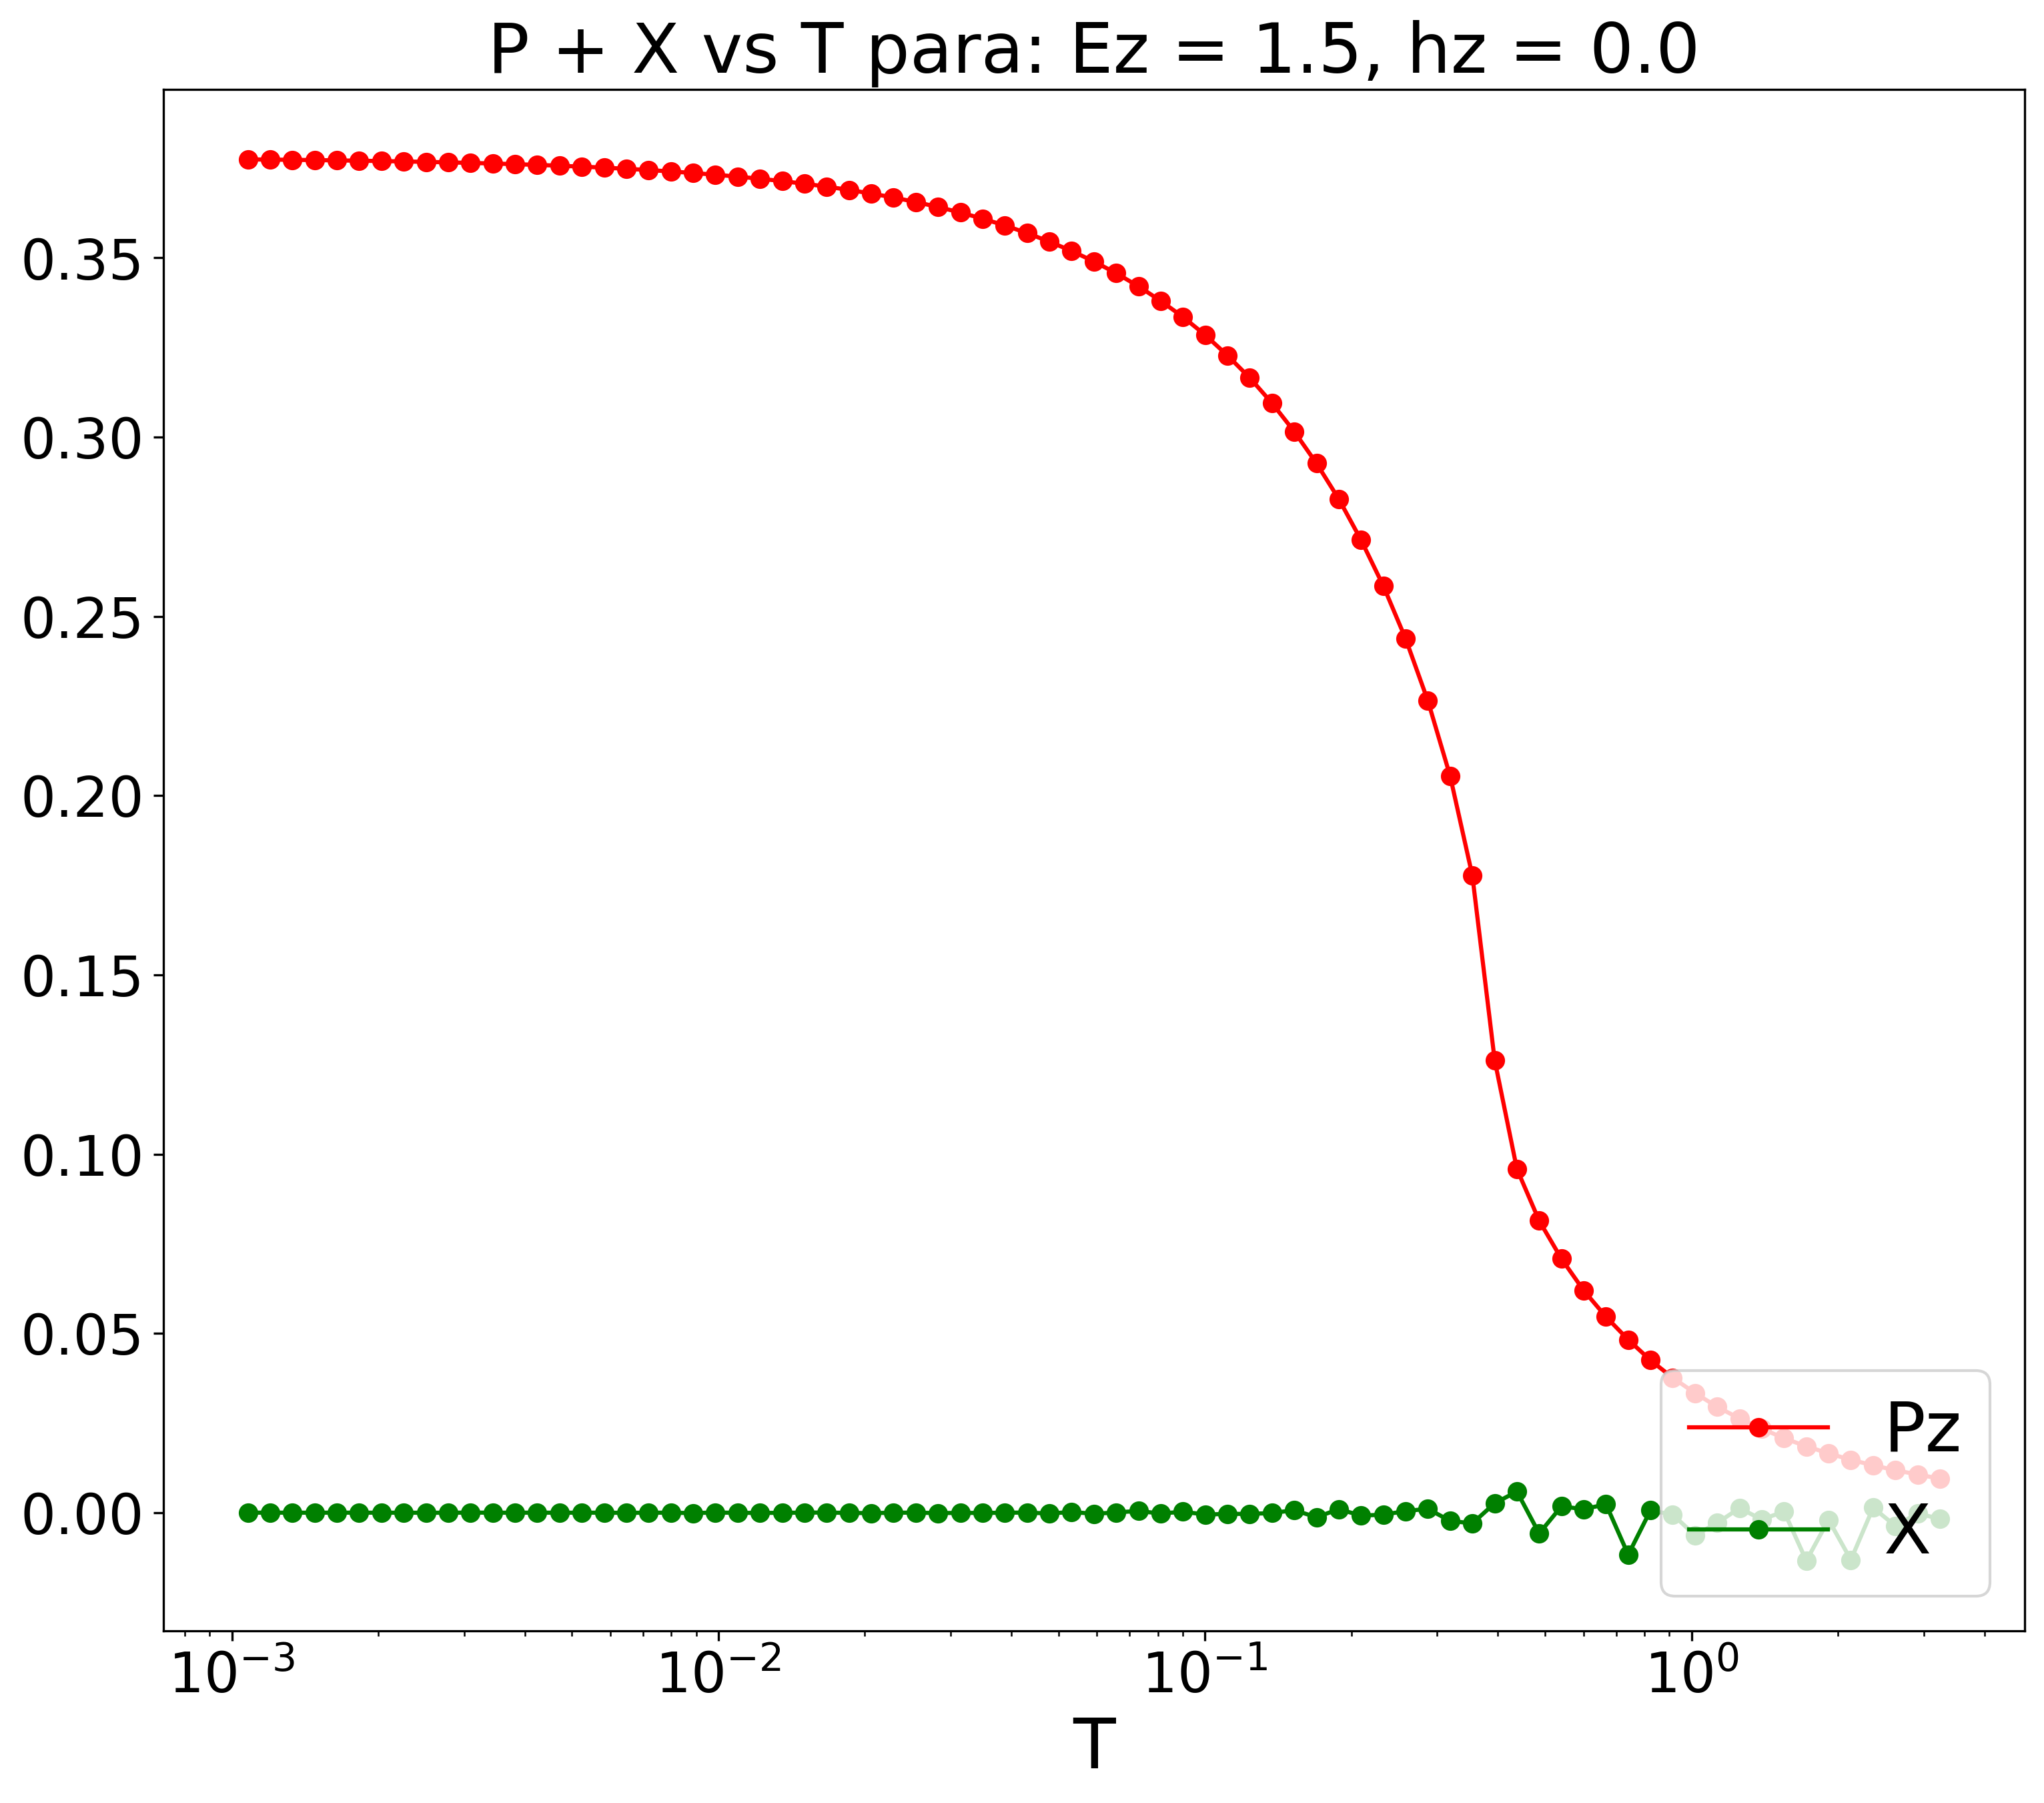 P + X vs T para: Ez = 1.5, hz = 0.0
0.35
0.30
0.25
0.20
0.15
0.10
0.05
0.00
Pz
X
10⁻³ 10⁻² 10⁻¹ 10⁰
T